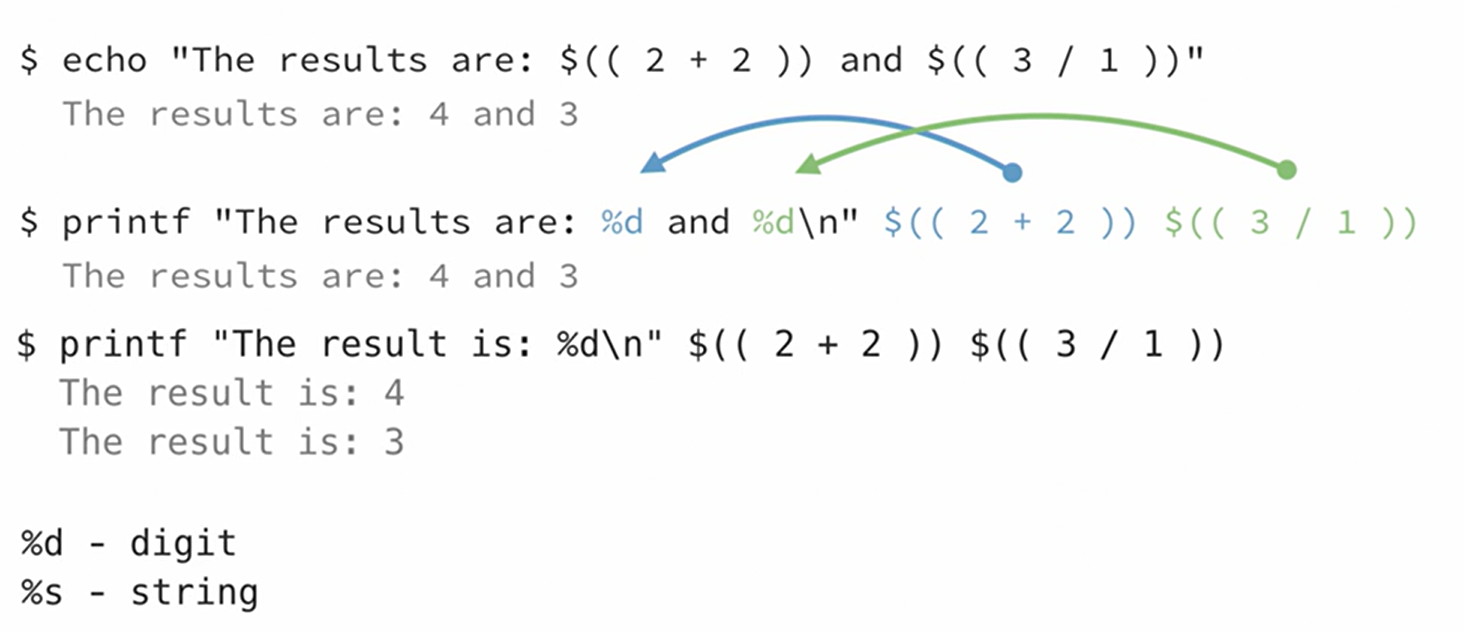 $ echo "The results are: $(( 2 + 2 )) and $(( 3 / 1 ))"
The results are: 4 and 3
$ printf "The results are: %d and %d\n" $(( 2 + 2 )) $(( 3 / 1 ))
The results are: 4 and 3
$ printf "The result is: %d\n" $(( 2 + 2 )) $(( 3 / 1 ))
The result is: 4
The result is: 3
%d - digit
%s - string